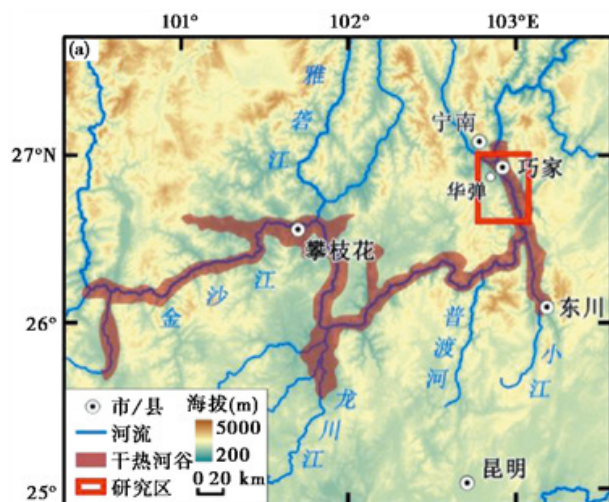 101°
102°
103°E
(a)
雅砻江
宁南
27°N
巧家
华弹
攀枝花
金沙江
26°
东川
普渡河
小江
龙川江
市/县
河流
干热河谷
研究区
海拔(m)
5000
200
0 20 km
昆明
25°